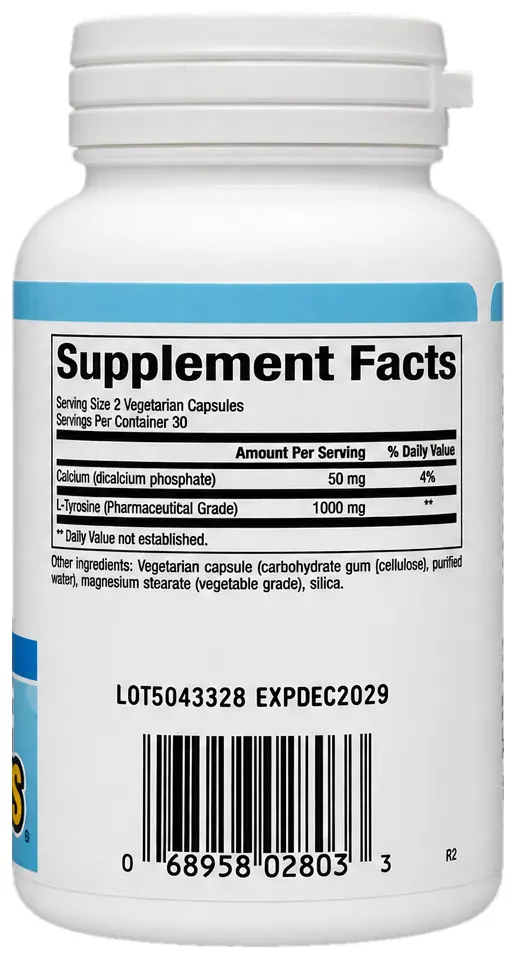 Supplement Facts
Serving Size 2 Vegetarian Capsules
Servings Per Container 30
Amount Per Serving % Daily Value
Calcium (dicalcium phosphate) 50 mg 4%
L-Tyrosine (Pharmaceutical Grade) 1000 mg **
** Daily Value not established.
Other ingredients: Vegetarian capsule (carbohydrate gum [cellulose], purified
water), magnesium stearate (vegetable grade), silica.
LOT5043328 EXPDEC2029
0 68958 02803 3
R2